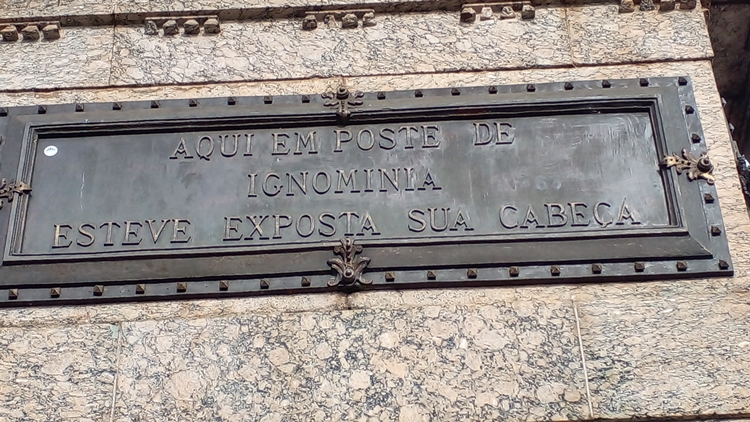 AQUI EM POSTE DE
IGNOMINIA
ESTEVE EXPOSTA SUA CABEÇA